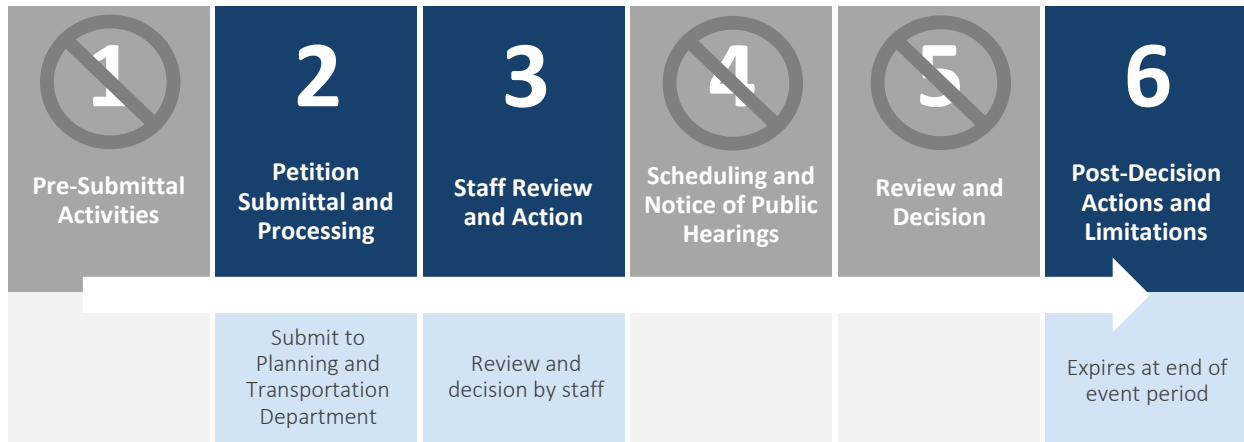 1
Pre-Submittal
Activities
2
Petition
Submittal and
Processing
Submit to
Planning and
Transportation
Department
3
Staff Review
and Action
Review and
decision by staff
4
Scheduling and
Notice of Public
Hearings
5
Review and
Decision
6
Post-Decision
Actions and
Limitations
Expires at end of
event period